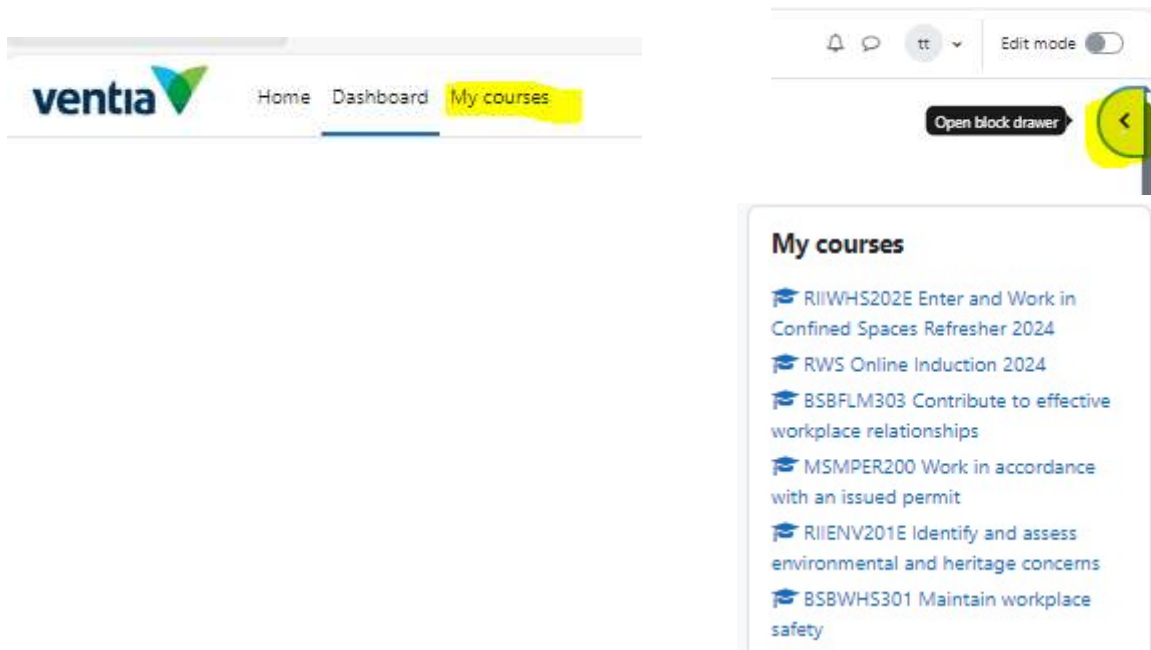 ventia
Home Dashboard My courses
tt Edit mode
Open block drawer
My courses
RIIWHS202E Enter and Work in
Confined Spaces Refresher 2024
RWS Online Induction 2024
BSBFLM303 Contribute to effective
workplace relationships
MSMPER200 Work in accordance
with an issued permit
RIIENV201E Identify and assess
environmental and heritage concerns
BSBWHS301 Maintain workplace
safety